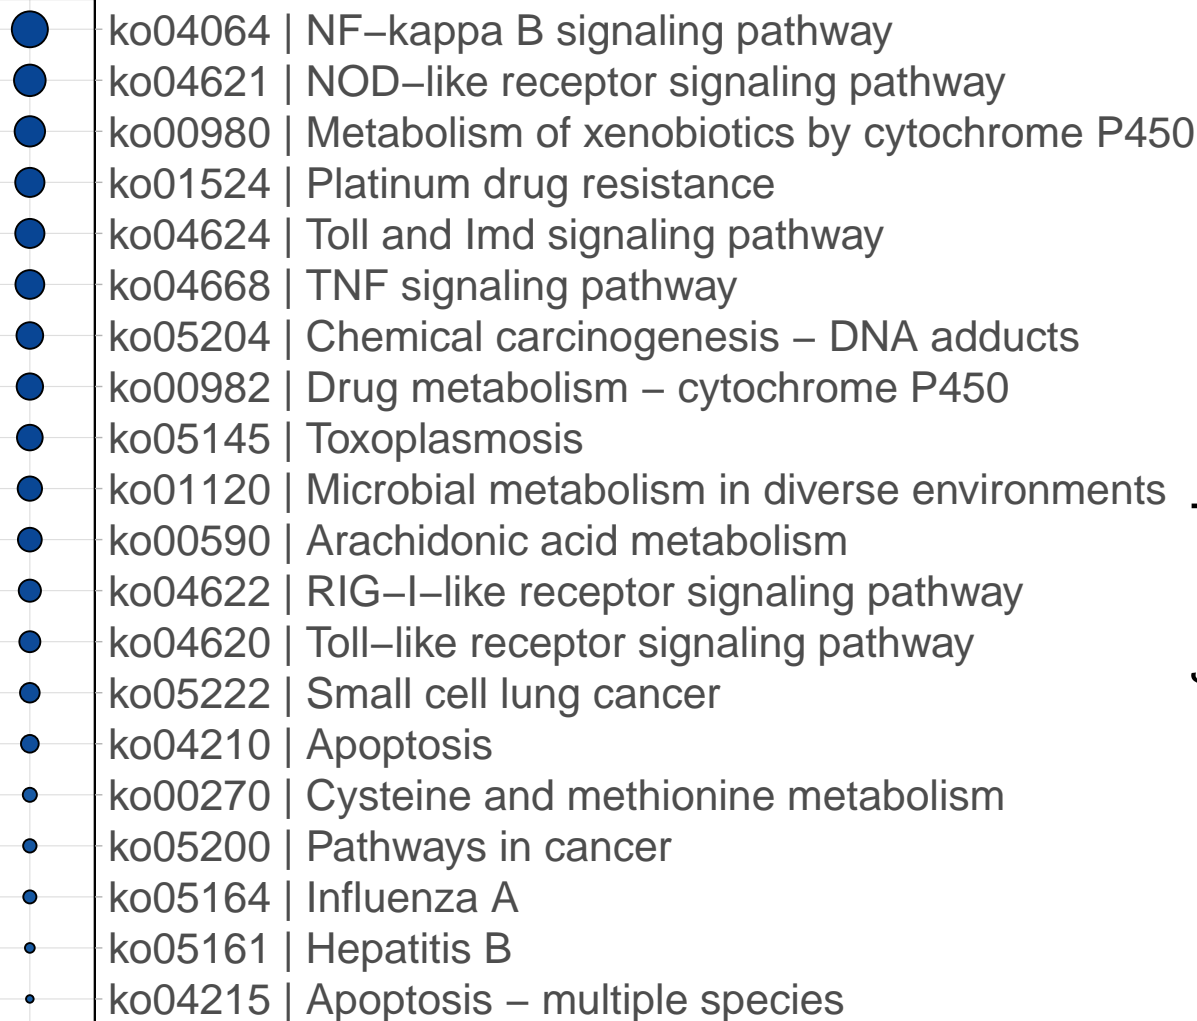 ko04064 | NF−kappa B signaling pathway
ko04621 | NOD−like receptor signaling pathway
ko00980 | Metabolism of xenobiotics by cytochrome P450
ko01524 | Platinum drug resistance
ko04624 | Toll and Imd signaling pathway
ko04668 | TNF signaling pathway
ko05204 | Chemical carcinogenesis − DNA adducts
ko00982 | Drug metabolism − cytochrome P450
ko05145 | Toxoplasmosis
ko01120 | Microbial metabolism in diverse environments
ko00590 | Arachidonic acid metabolism
ko04622 | RIG−I−like receptor signaling pathway
ko04620 | Toll−like receptor signaling pathway
ko05222 | Small cell lung cancer
ko04210 | Apoptosis
ko00270 | Cysteine and methionine metabolism
ko05200 | Pathways in cancer
ko05164 | Influenza A
ko05161 | Hepatitis B
ko04215 | Apoptosis − multiple species